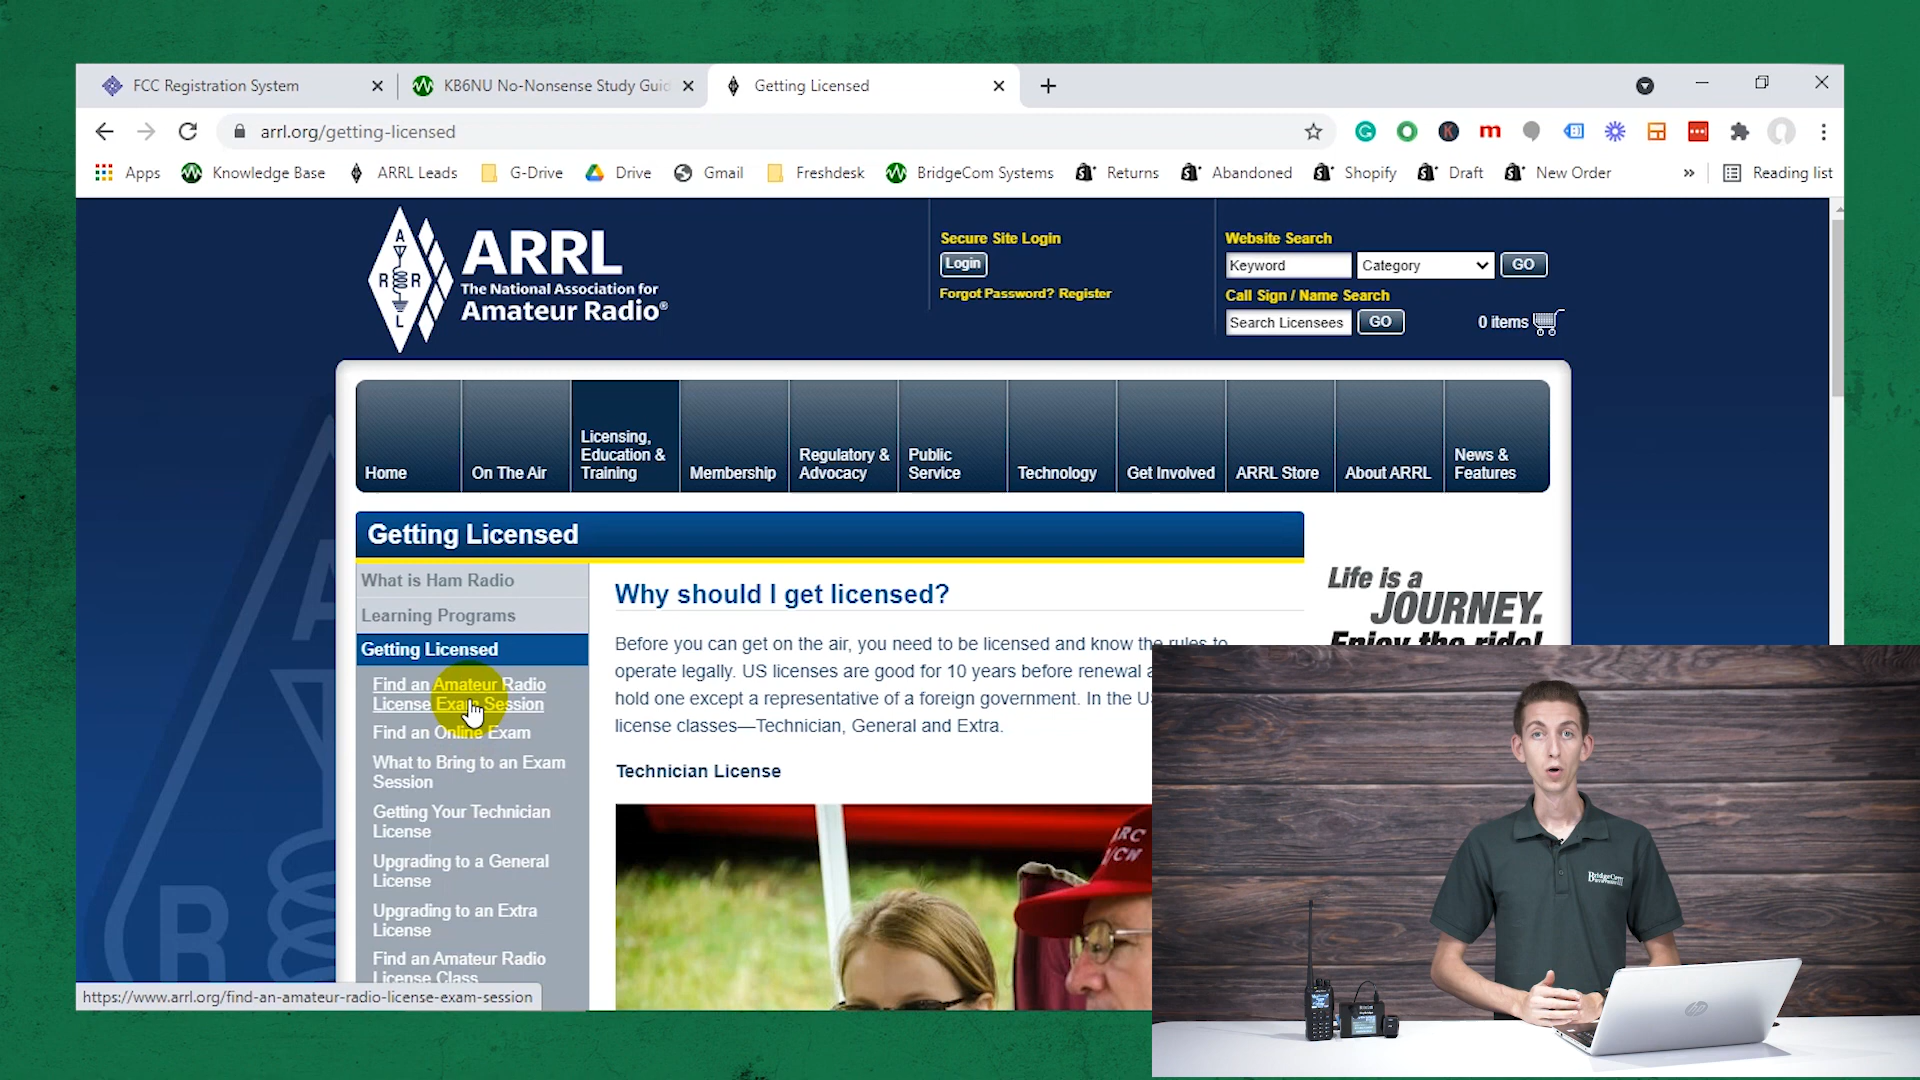 FCC Registration System
KB6NU No-Nonsense Study Guid
Getting Licensed
arrl.org/getting-licensed
Apps
Knowledge Base
ARRL Leads
G-Drive
Drive
Gmail
Freshdesk
BridgeCom Systems
Returns
Abandoned
Shopify
Draft
New Order
»
Reading list
A
R R
L
ARRL
The National Association for
Amateur Radio®
Secure Site Login
Login
Forgot Password? Register
Website Search
Keyword
Category
GO
Call Sign / Name Search
Search Licensees
GO
0 items
Home
On The Air
Licensing,
Education &
Training
Membership
Regulatory &
Advocacy
Public
Service
Technology
Get Involved
ARRL Store
About ARRL
News &
Features
Getting Licensed
What is Ham Radio
Learning Programs
Getting Licensed
Find an Amateur Radio
License Exam Session
Find an Online Exam
What to Bring to an Exam
Session
Getting Your Technician
License
Upgrading to a General
License
Upgrading to an Extra
License
Find an Amateur Radio
License Class
https://www.arrl.org/find-an-amateur-radio-license-exam-session
Why should I get licensed?
Before you can get on the air, you need to be licensed and know the rules to
operate legally. US licenses are good for 10 years before renewal a
hold one except a representative of a foreign government. In the US
license classes—Technician, General and Extra.
Technician License
ARC
/CW
Life is a
JOURNEY.
Enjoy the ride!
BridgeCom
hp